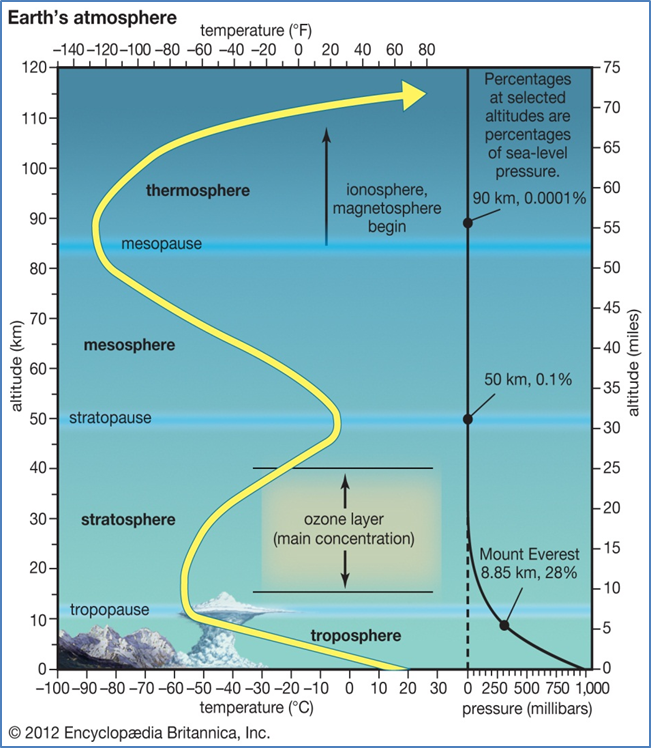 Earth's atmosphere
temperature (°F)
−140 −120 −100 −80 −60 −40 −20 0 20 40 60 80
120
110
100
90
80
70
60
50
40
30
20
10
0
altitude (km)
thermosphere
mesopause
mesosphere
stratopause
stratosphere
tropopause
troposphere
ionosphere,
magnetosphere
begin
ozone layer
(main concentration)
Percentages
at selected
altitudes are
percentages
of sea-level
pressure.
90 km, 0.0001%
50 km, 0.1%
Mount Everest
8.85 km, 28%
75
70
65
60
55
50
45
40
35
30
25
20
15
10
5
0
altitude (miles)
−100 −90 −80 −70 −60 −50 −40 −30 −20 −10 0 10 20 30
temperature (°C)
0 250 500 750 1,000
pressure (millibars)
© 2012 Encyclopædia Britannica, Inc.